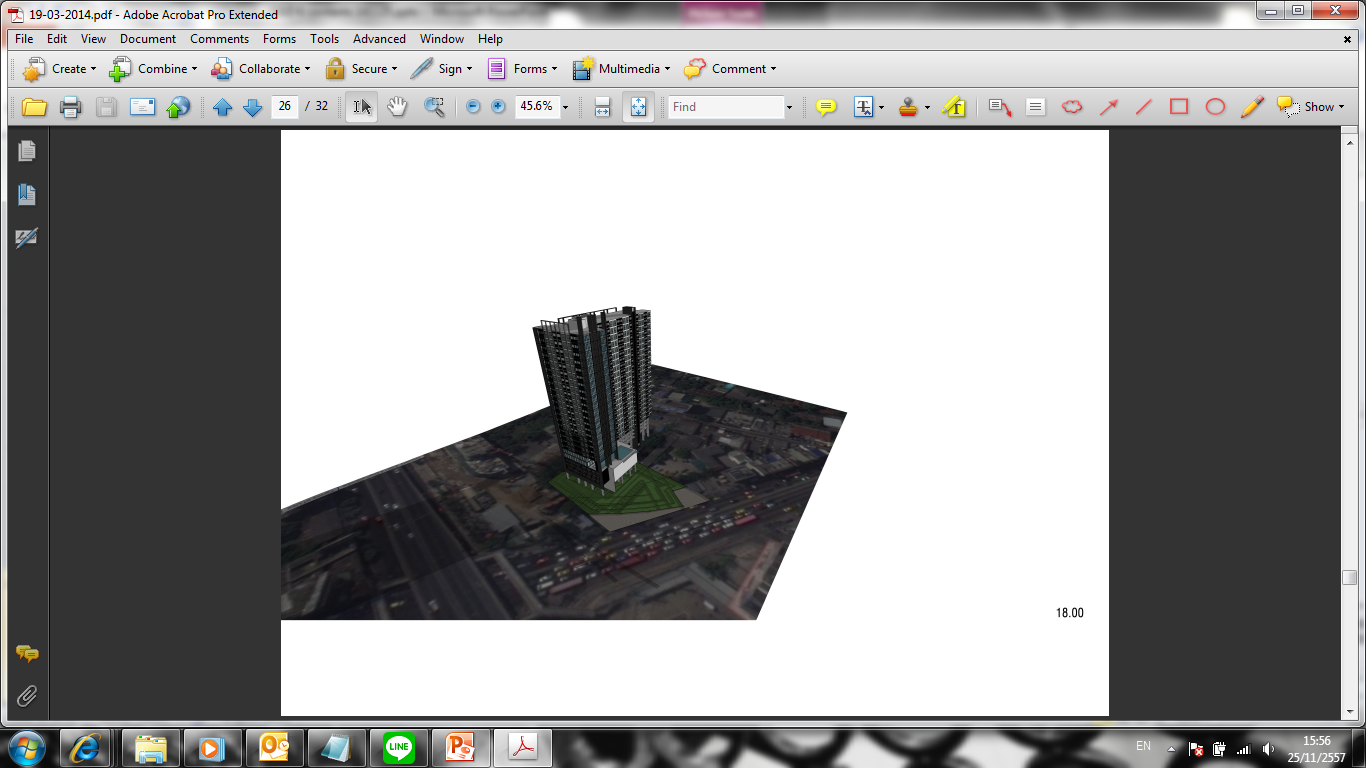 19-03-2014.pdf - Adobe Acrobat Pro Extended
File Edit View Document Comments Forms Tools Advanced Window Help
Create Combine Collaborate Secure Sign Forms Multimedia Comment
26 / 32 45.6% Find Show
18.00
LINE
EN 15:56
25/11/2557